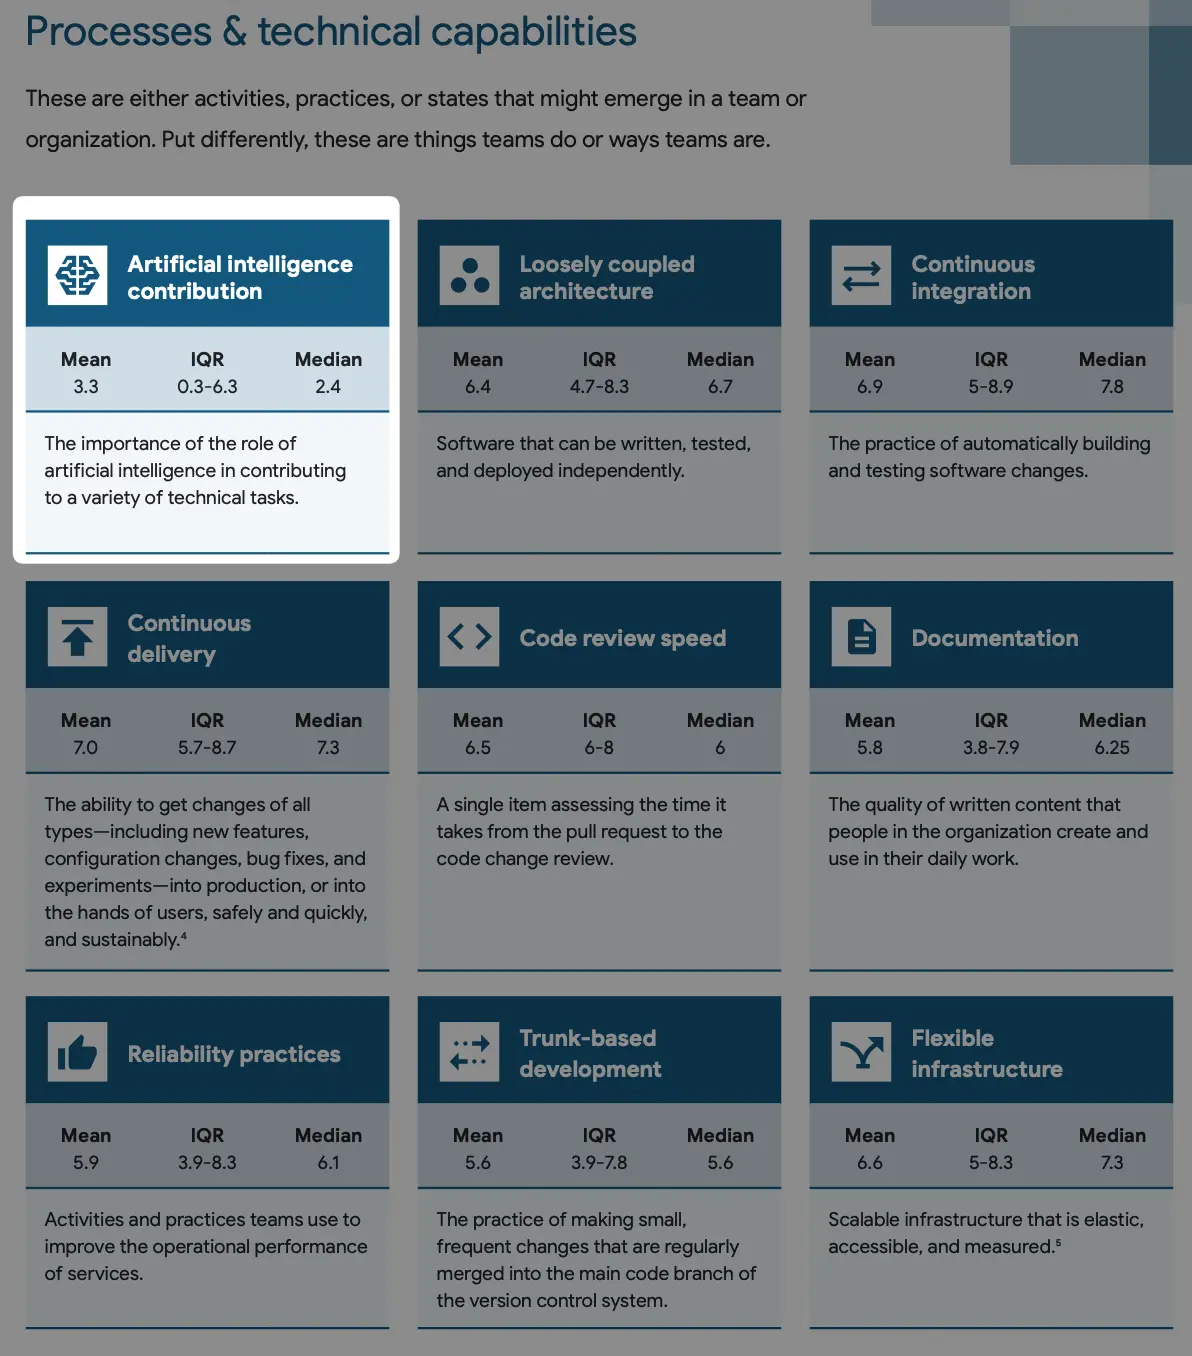 Processes & technical capabilities
These are either activities, practices, or states that might emerge in a team or
organization. Put differently, these are things teams do or ways teams are.
Artificial intelligence
contribution
Mean IQR Median
3.3 0.3-6.3 2.4
The importance of the role of
artificial intelligence in contributing
to a variety of technical tasks.
Loosely coupled
architecture
Mean IQR Median
6.4 4.7-8.3 6.7
Software that can be written, tested,
and deployed independently.
Continuous
integration
Mean IQR Median
6.9 5-8.9 7.8
The practice of automatically building
and testing software changes.
Continuous
delivery
Mean IQR Median
7.0 5.7-8.7 7.3
The ability to get changes of all
types—including new features,
configuration changes, bug fixes, and
experiments—into production, or into
the hands of users, safely and quickly,
and sustainably.⁴
Code review speed
Mean IQR Median
6.5 6-8 6
A single item assessing the time it
takes from the pull request to the
code change review.
Documentation
Mean IQR Median
5.8 3.8-7.9 6.25
The quality of written content that
people in the organization create and
use in their daily work.
Reliability practices
Mean IQR Median
5.9 3.9-8.3 6.1
Activities and practices teams use to
improve the operational performance
of services.
Trunk-based
development
Mean IQR Median
5.6 3.9-7.8 5.6
The practice of making small,
frequent changes that are regularly
merged into the main code branch of
the version control system.
Flexible
infrastructure
Mean IQR Median
6.6 5-8.3 7.3
Scalable infrastructure that is elastic,
accessible, and measured.⁵